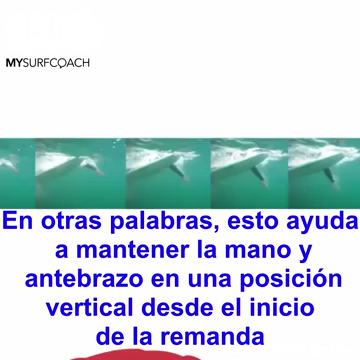 MYSURFCOACH
En otras palabras, esto ayuda
a mantener la mano y
antebrazo en una posición
vertical desde el inicio
de la remanda